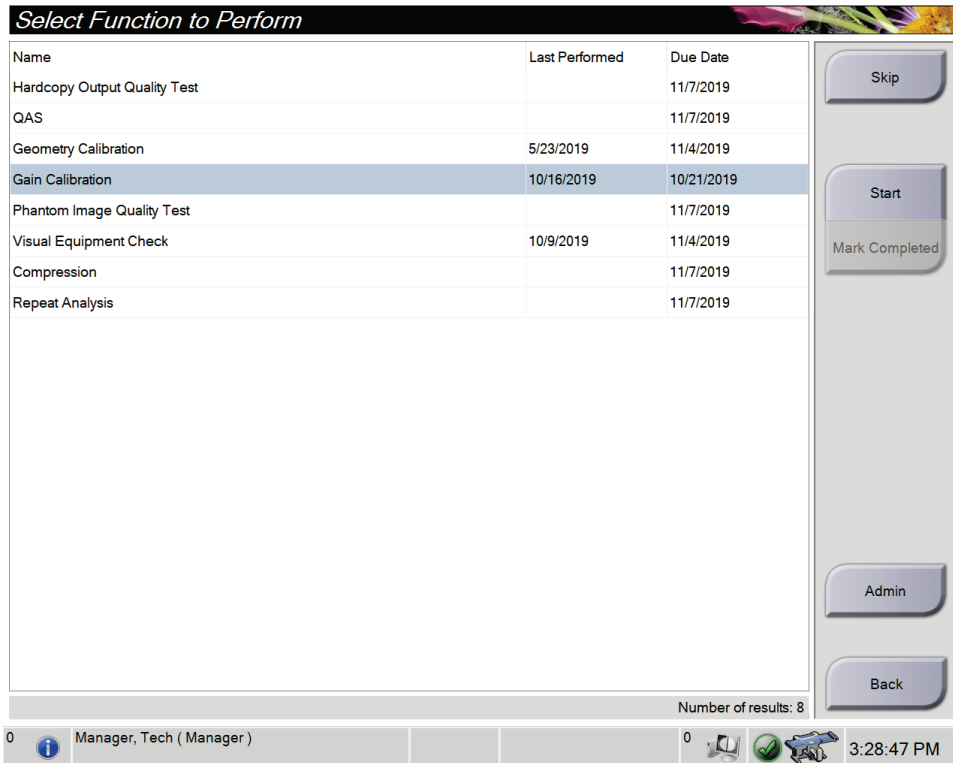 Select Function to Perform
Name Last Performed Due Date
Hardcopy Output Quality Test 11/7/2019
QAS 11/7/2019
Geometry Calibration 5/23/2019 11/4/2019
Gain Calibration 10/16/2019 10/21/2019
Phantom Image Quality Test 11/7/2019
Visual Equipment Check 10/9/2019 11/4/2019
Compression 11/7/2019
Repeat Analysis 11/7/2019
Number of results: 8
Skip
Start
Mark Completed
Admin
Back
0 Manager, Tech ( Manager ) 0 3:28:47 PM